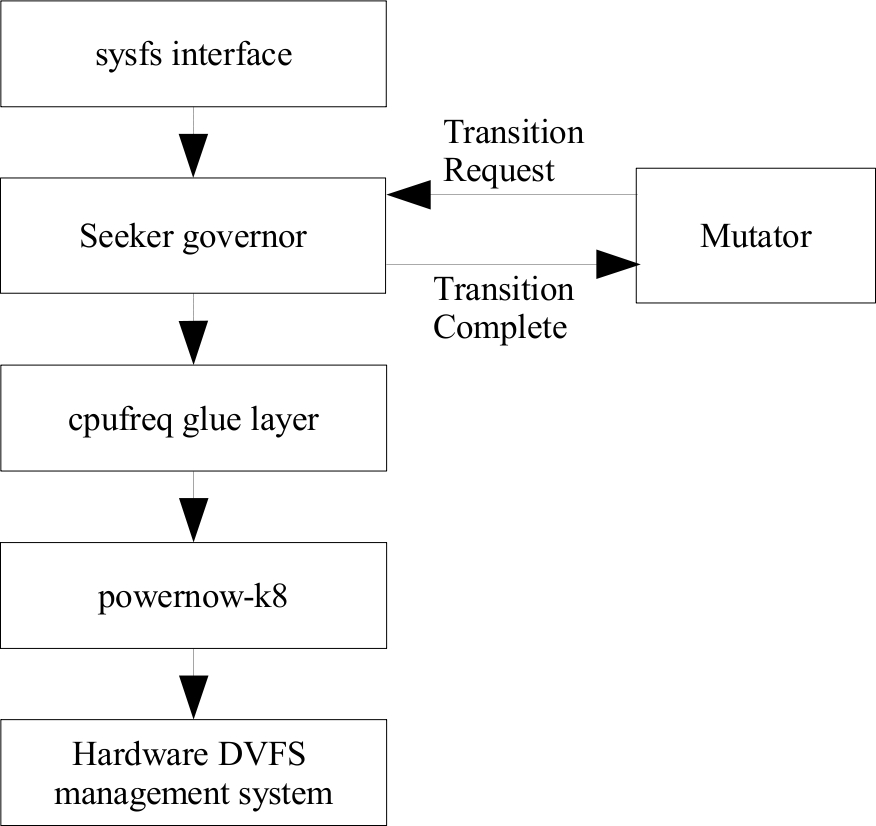 sysfs interface
Transition
Request
Seeker governor
Mutator
Transition
Complete
cpufreq glue layer
powernow-k8
Hardware DVFS
management system